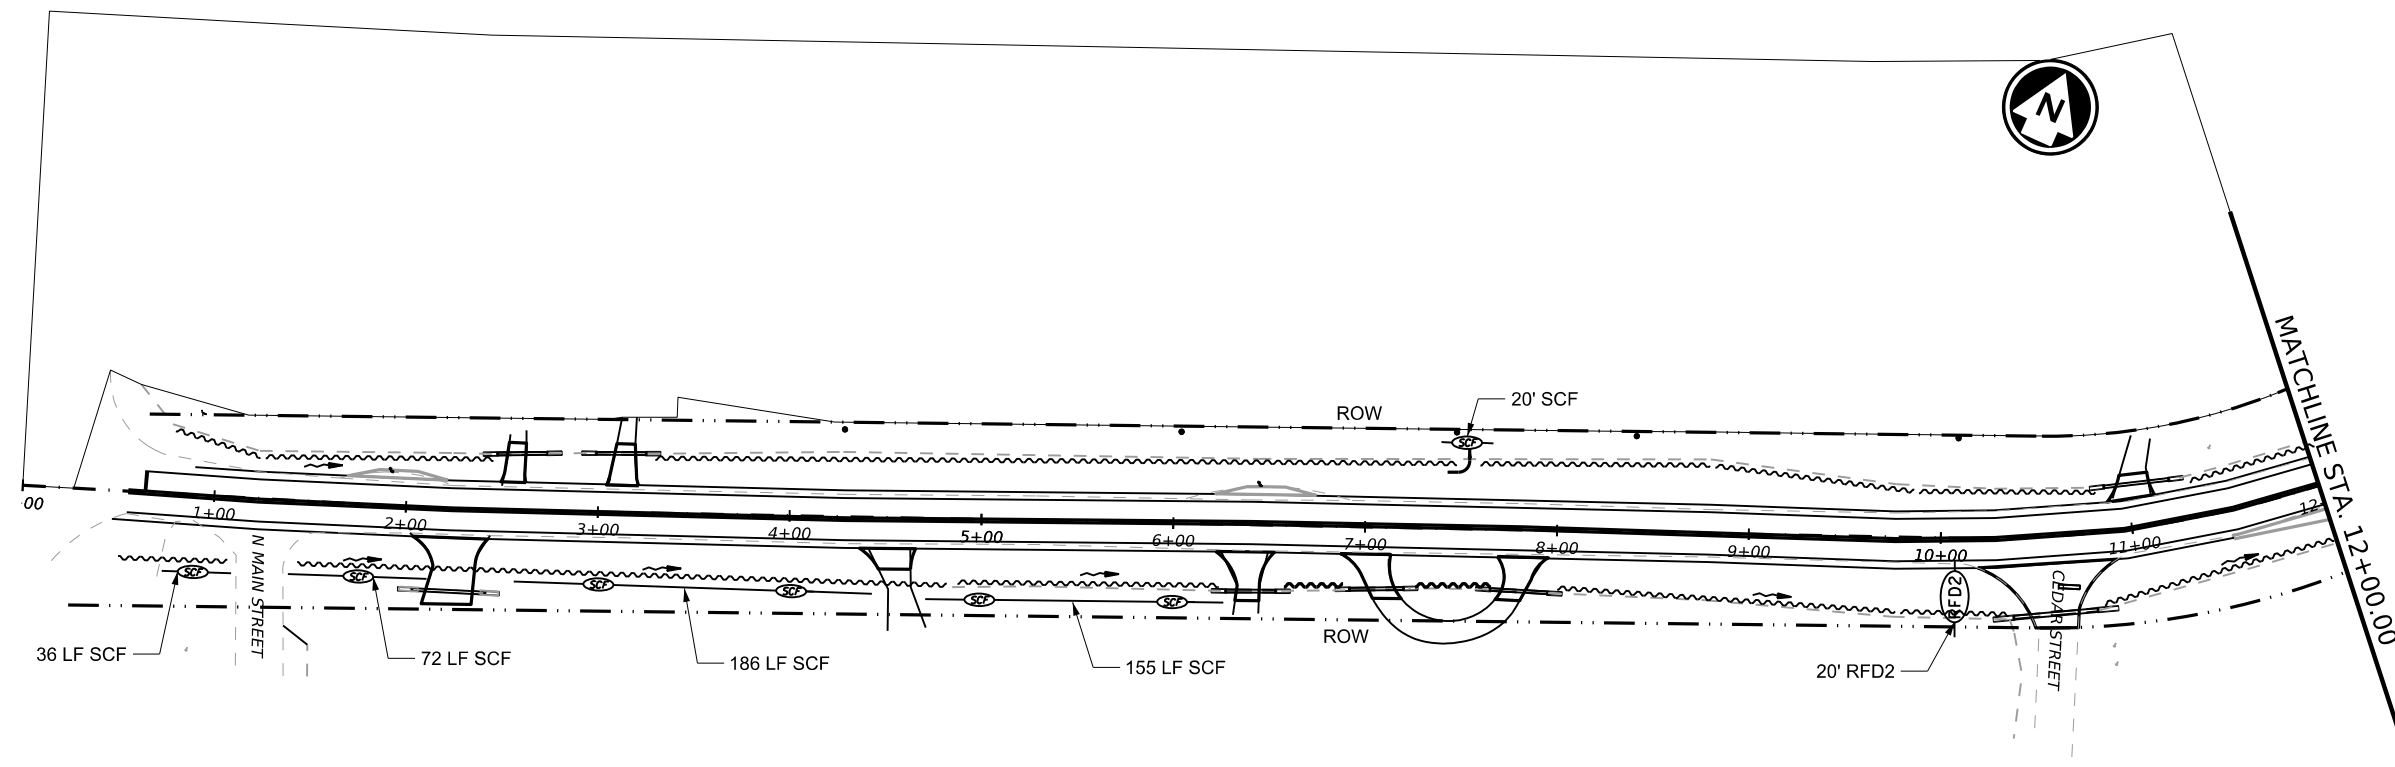 N
MATCHLINE STA. 12+00.00
20' SCF
ROW
SCF
00
1+00
2+00
3+00
4+00
5+00
6+00
7+00
8+00
9+00
10+00
11+00
12
N MAIN STREET
SCF
SCF
SCF
SCF
SCF
SCF
RFD2
CEDAR STREET
ROW
36 LF SCF
72 LF SCF
186 LF SCF
155 LF SCF
20' RFD2